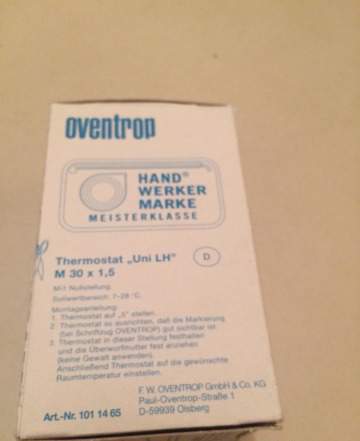 oventrop
HAND®
WERKER
MARKE
MEISTERKLASSE
Thermostat „Uni LH"
D
M 30 x 1,5
Mit Nullstellung.
Sollwertbereich: 7-28 °C.
Montageanleitung:
1. Thermostat auf „5" stellen.
2. Thermostat so ausrichten, daß die Markierung
(bei Schriftzug OVENTROP) gut sichtbar ist.
3. Thermostat in dieser Stellung festhalten
und die Überwurfmutter fest anziehen
(keine Gewalt anwenden).
Anschließend Thermostat auf die gewünschte
Raumtemperatur einstellen.
F. W. OVENTROP GmbH & Co. KG
Paul-Oventrop-Straße 1
D-59939 Olsberg
Art.-Nr. 101 14 65